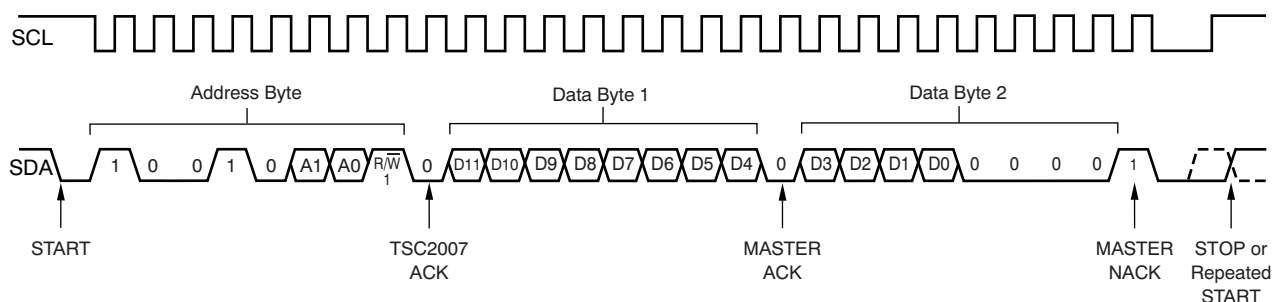 SCL
Address Byte Data Byte 1 Data Byte 2
SDA 1 0 0 1 0 A1 A0 R/W 1 0 D11 D10 D9 D8 D7 D6 D5 D4 0 D3 D2 D1 D0 0 0 0 0 1
START
TSC2007
ACK
MASTER
ACK
MASTER
NACK
STOP or
Repeated
START